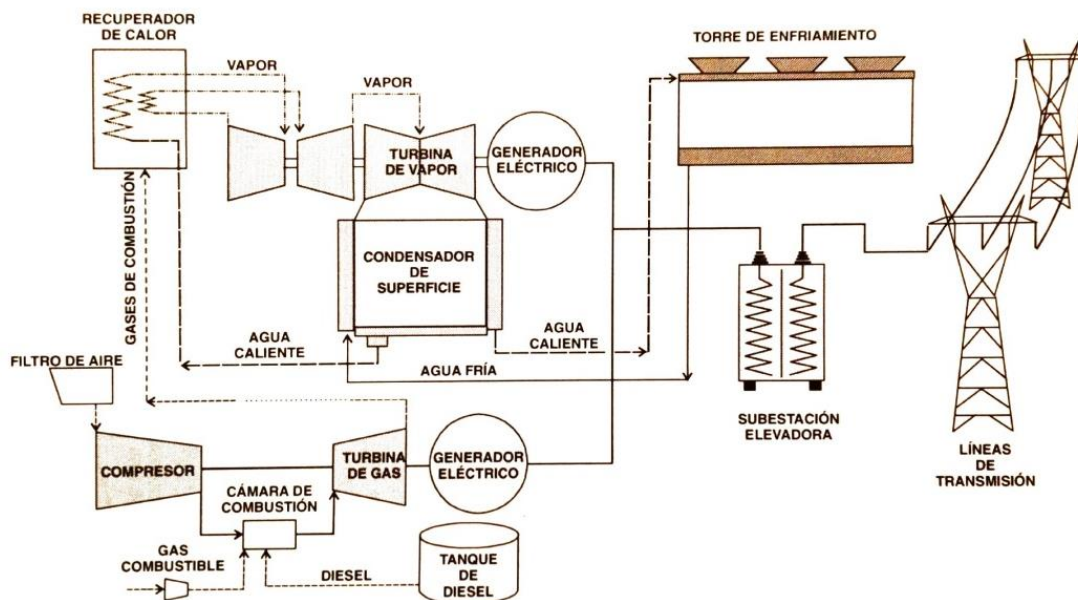 RECUPERADOR
DE CALOR
VAPOR
VAPOR
TORRE DE ENFRIAMIENTO
TURBINA
DE VAPOR
GENERADOR
ELÉCTRICO
GASES DE COMBUSTIÓN
CONDENSADOR
DE
SUPERFICIE
AGUA
CALIENTE
AGUA
CALIENTE
AGUA FRÍA
FILTRO DE AIRE
SUBESTACIÓN
ELEVADORA
LÍNEAS
DE
TRANSMISIÓN
COMPRESOR
TURBINA
DE GAS
GENERADOR
ELÉCTRICO
CÁMARA DE
COMBUSTIÓN
GAS
COMBUSTIBLE
DIESEL
TANQUE
DE
DIESEL